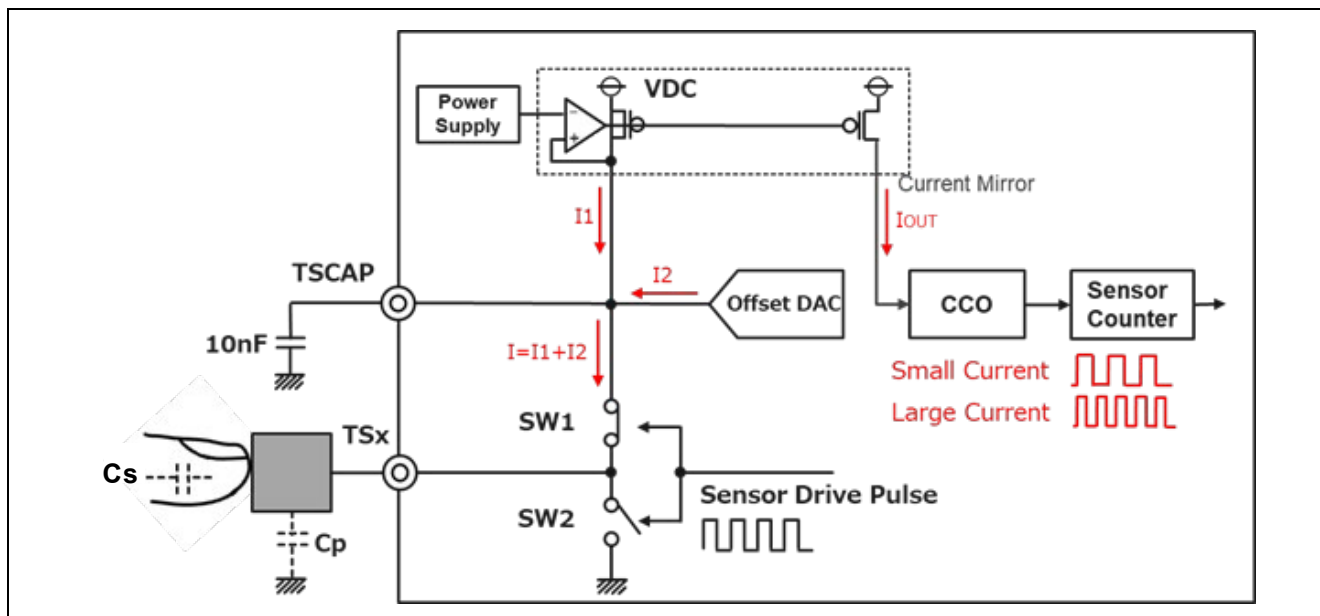 VDC
Power
Supply
−
+
Current Mirror
I1
IOUT
TSCAP
I2
Offset DAC
CCO
Sensor
Counter
10nF
I=I1+I2
Small Current
Large Current
SW1
TSx
Cs
Sensor Drive Pulse
SW2
Cp